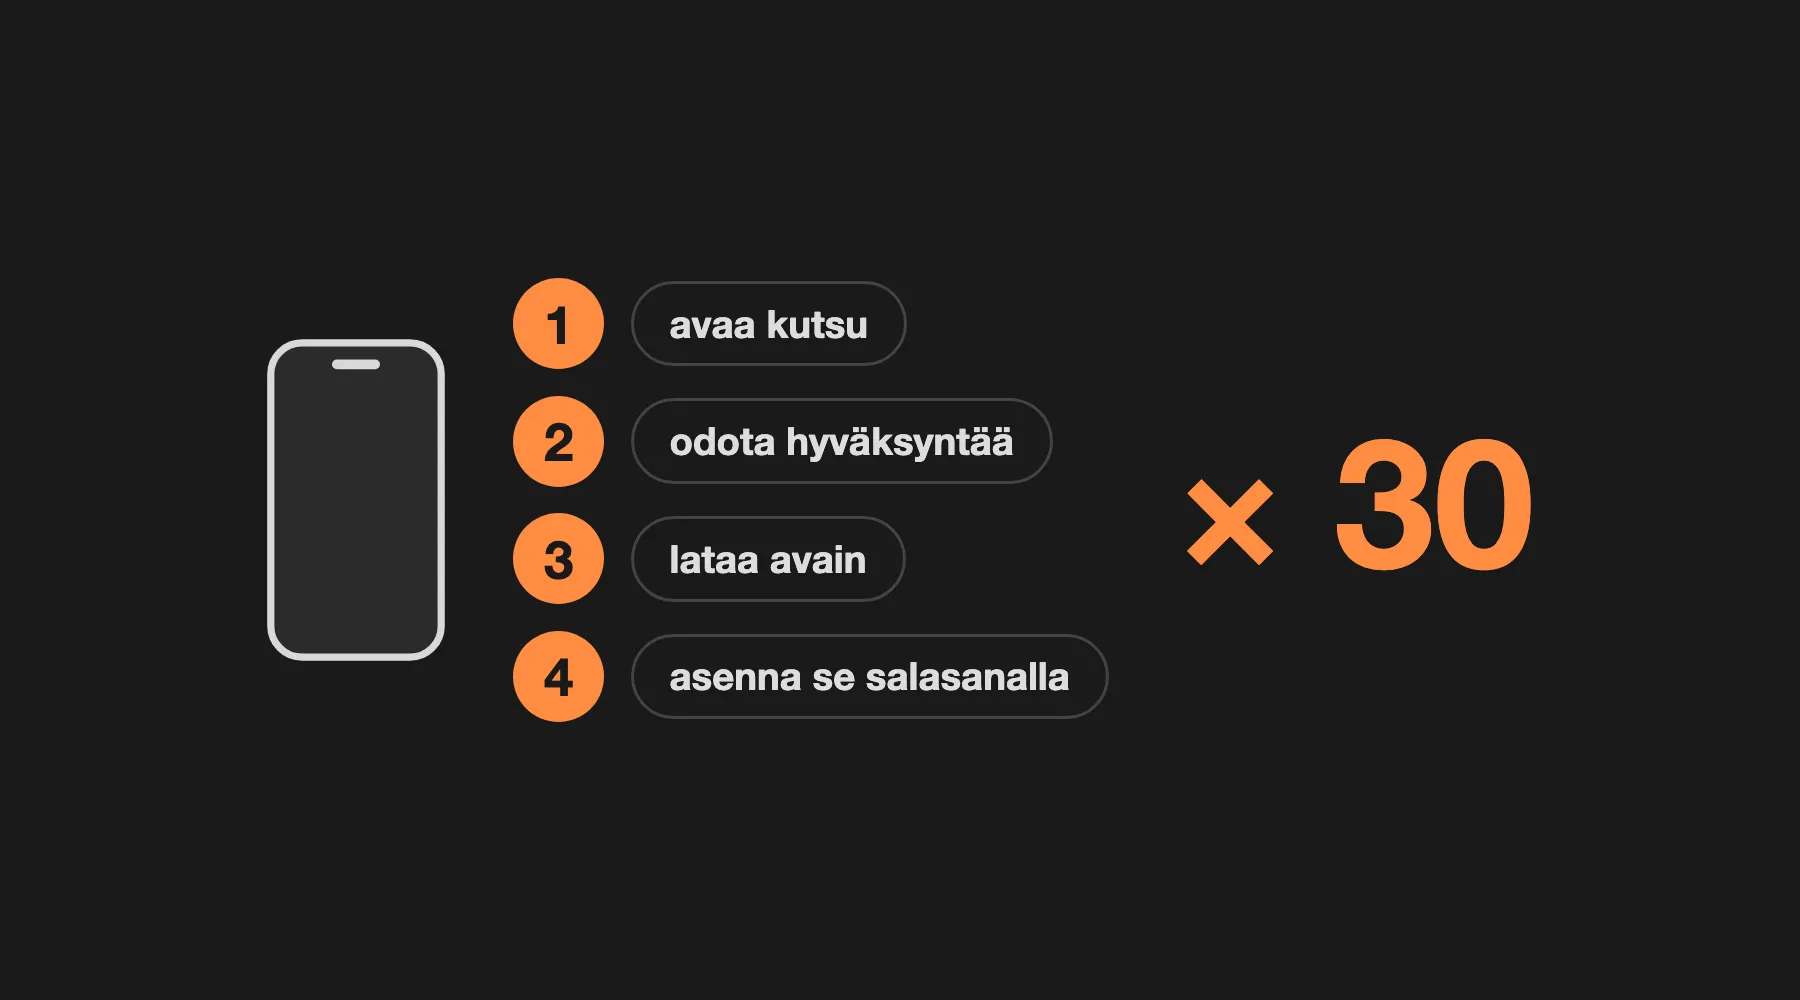 1 avaa kutsu
2 odota hyväksyntää
3 lataa avain
4 asenna se salasanalla
× 30